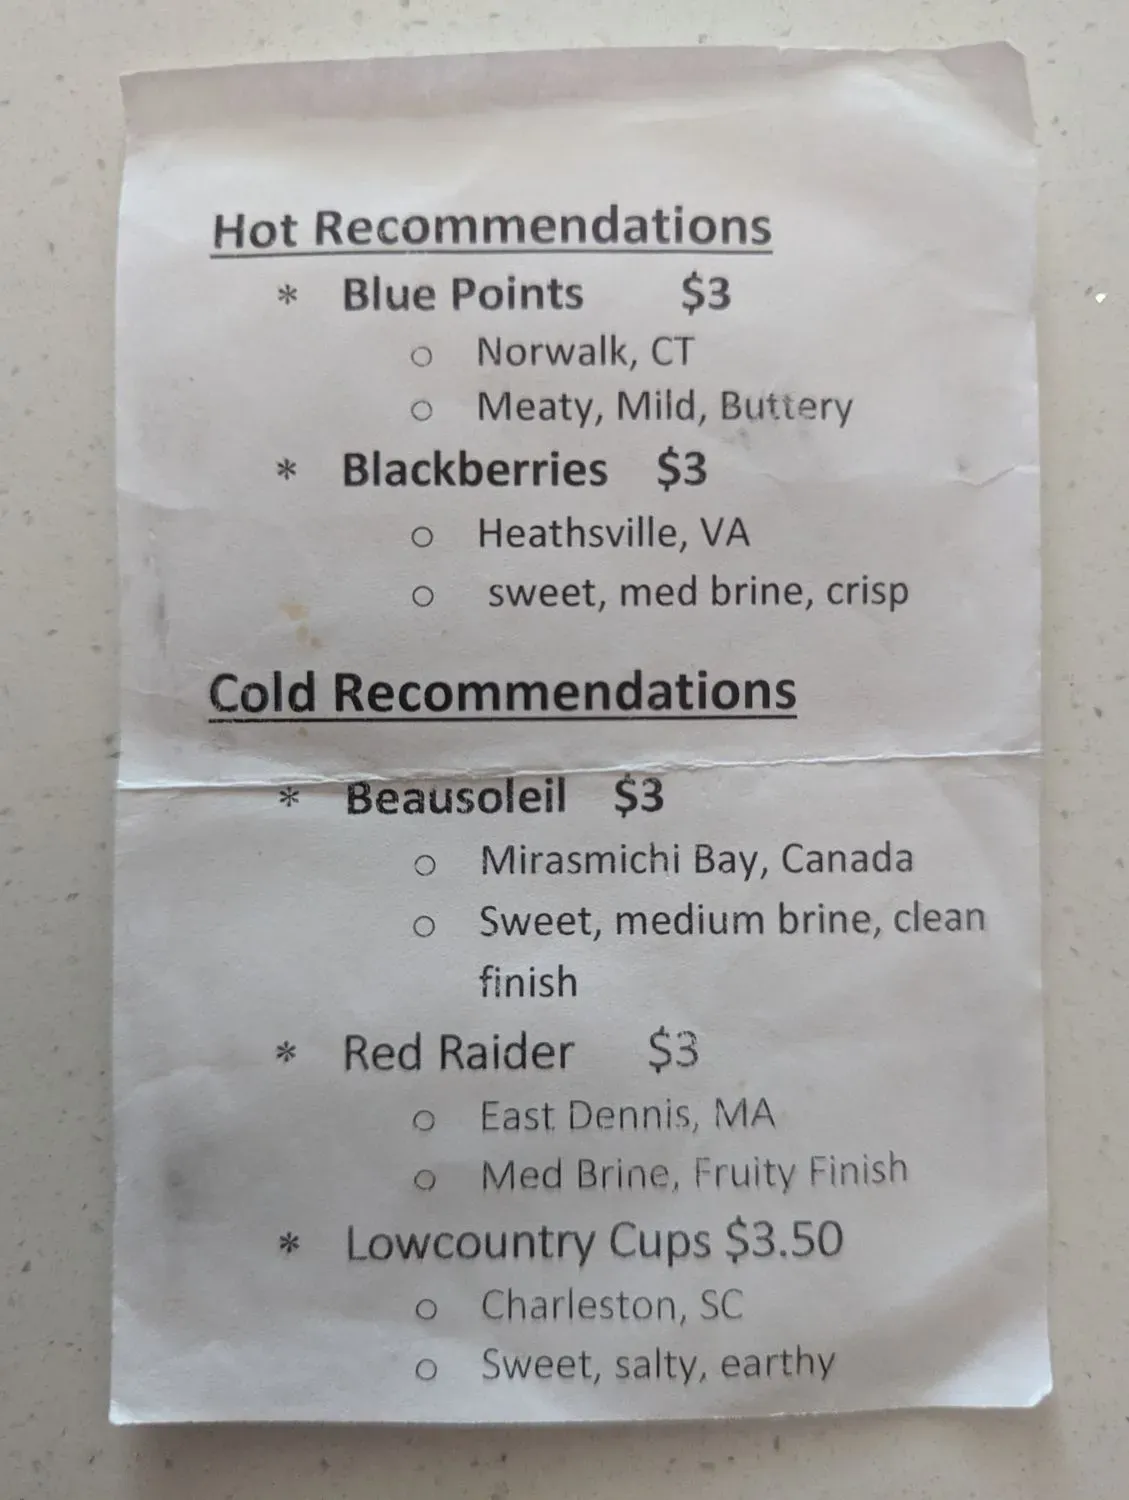 Hot Recommendations
* Blue Points $3
o Norwalk, CT
o Meaty, Mild, Buttery
* Blackberries $3
o Heathsville, VA
o sweet, med brine, crisp
Cold Recommendations
* Beausoleil $3
o Mirasmichi Bay, Canada
o Sweet, medium brine, clean
finish
* Red Raider $3
o East Dennis, MA
o Med Brine, Fruity Finish
* Lowcountry Cups $3.50
o Charleston, SC
o Sweet, salty, earthy